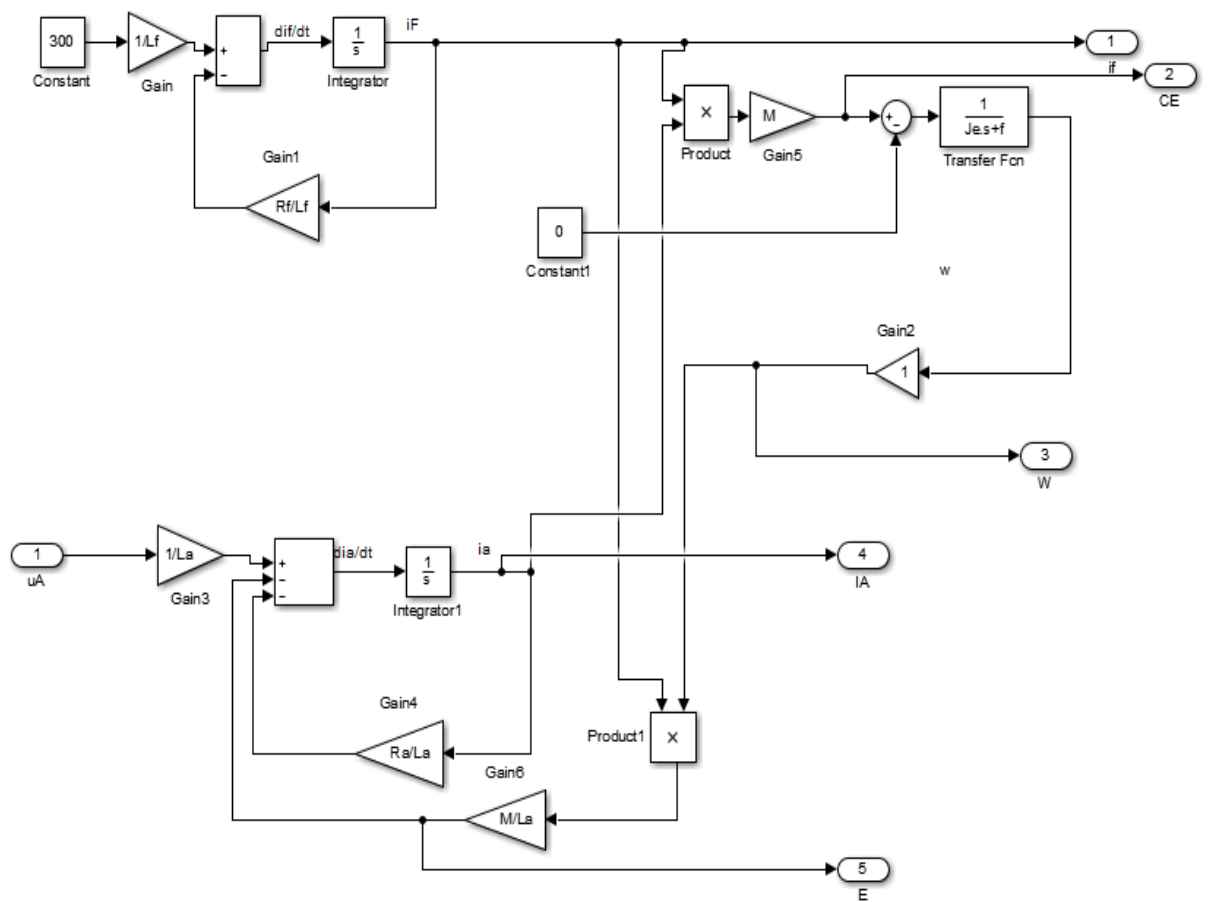 300
Constant
1/Lf
Gain
+
−
dif/dt
1
s
Integrator
iF
1
if
2
CE
×
Product
M
Gain5
+
−
1
Je.s+f
Transfer Fcn
Gain1
Rf/Lf
0
Constant1
w
Gain2
1
3
W
1
uA
1/La
Gain3
+
−
−
dia/dt
1
s
Integrator1
ia
4
IA
Gain4
Ra/La
Product1
×
Gain6
M/La
5
E